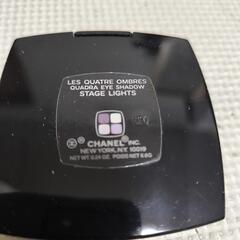 LES QUATRE OMBRES
QUADRA EYE SHADOW
STAGE LIGHTS
CHANEL INC.
NEW YORK, N.Y. 10019
NET WT. 0.24 OZ. POIDS NET 6.8G